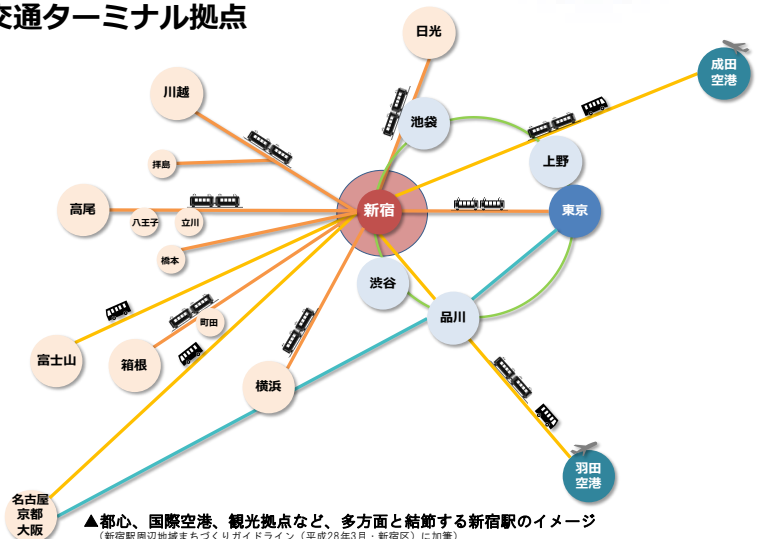 交通ターミナル拠点
日光
成田
空港
川越
池袋
上野
拝島
高尾
八王子
立川
新宿
東京
橋本
渋谷
品川
町田
富士山
箱根
横浜
羽田
空港
名古屋
京都
大阪
▲都心、国際空港、観光拠点など、多方面と結節する新宿駅のイメージ
（新宿駅周辺地域まちづくりガイドライン（平成28年3月・新宿区）に加筆）